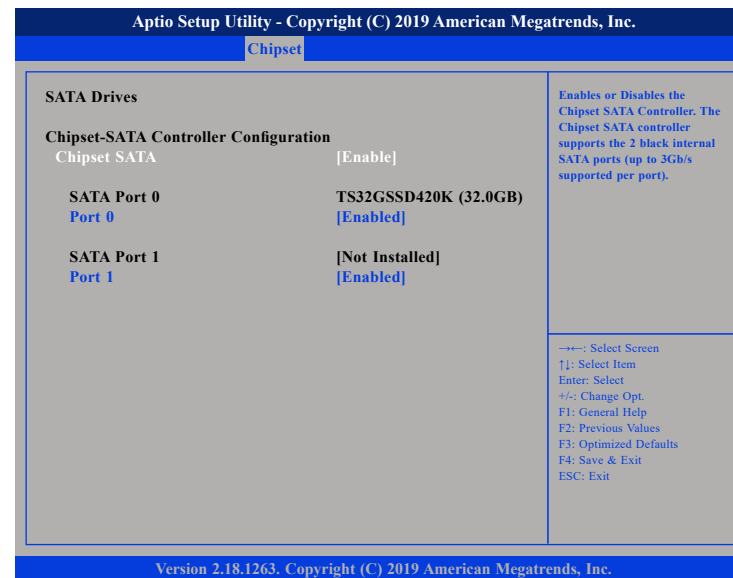 Aptio Setup Utility - Copyright (C) 2019 American Megatrends, Inc.
Chipset
SATA Drives
Chipset-SATA Controller Configuration
Chipset SATA [Enable]
SATA Port 0 TS32GSSD420K (32.0GB)
Port 0 [Enabled]
SATA Port 1 [Not Installed]
Port 1 [Enabled]
Enables or Disables the
Chipset SATA Controller. The
Chipset SATA controller
supports the 2 black internal
SATA ports (up to 3Gb/s
supported per port).
→←: Select Screen
↑↓: Select Item
Enter: Select
+/-: Change Opt.
F1: General Help
F2: Previous Values
F3: Optimized Defaults
F4: Save & Exit
ESC: Exit
Version 2.18.1263. Copyright (C) 2019 American Megatrends, Inc.